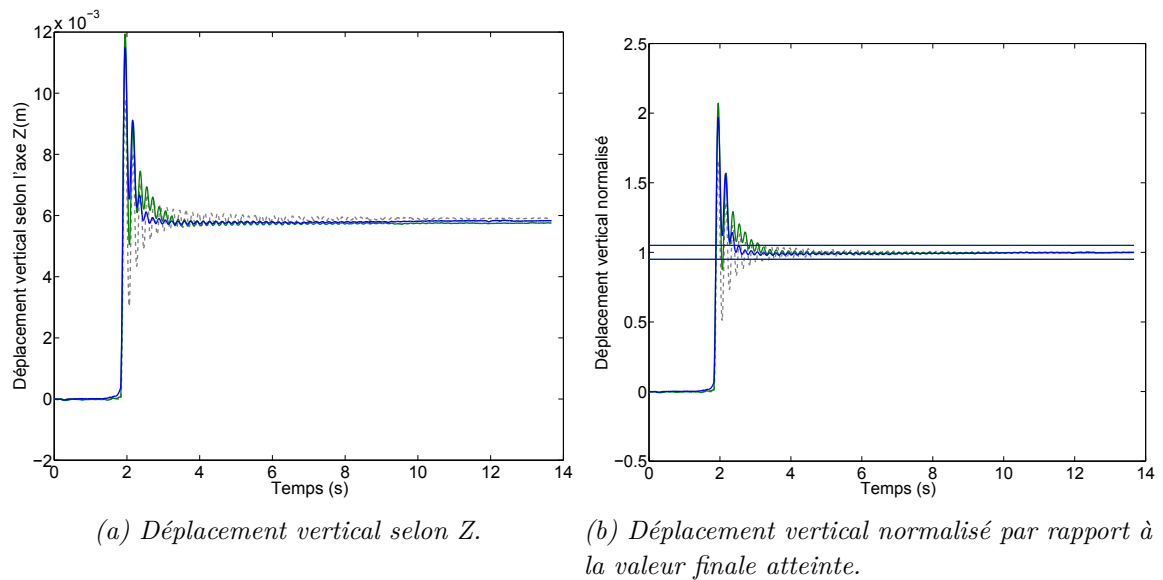 12 x 10⁻³
10
8
6
4
2
0
−2
0 2 4 6 8 10 12 14
Déplacement vertical selon l'axe Z(m)
Temps (s)
(a) Déplacement vertical selon Z.
2.5
2
1.5
1
0.5
0
−0.5
0 2 4 6 8 10 12 14
Déplacement vertical normalisé
Temps (s)
(b) Déplacement vertical normalisé par rapport à
la valeur finale atteinte.